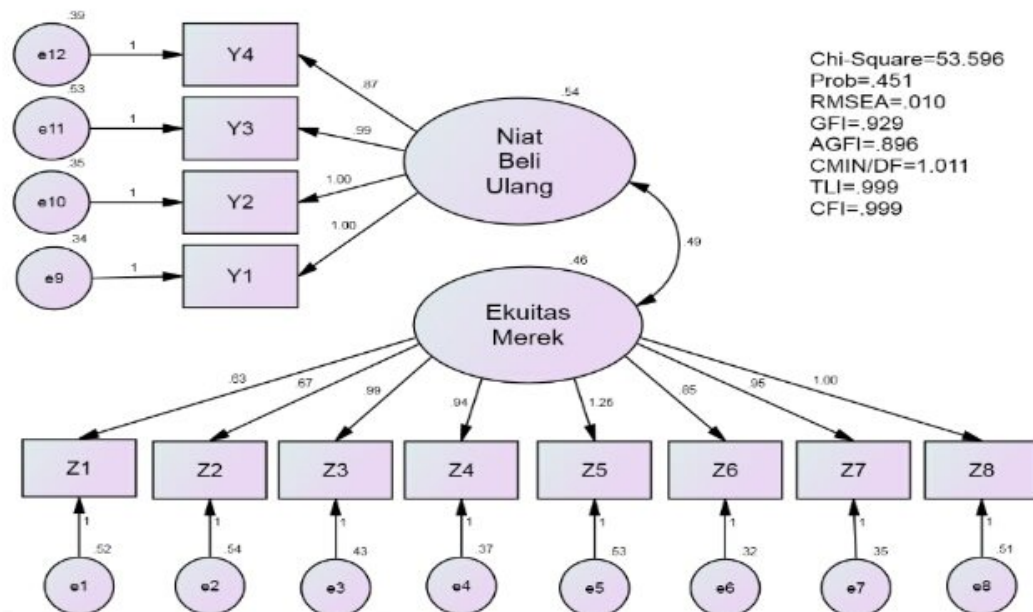 .39
e12
1
Y4
.87
.53
e11
1
Y3
.99
.35
e10
1
Y2
1.00
.34
e9
1
Y1
1.00
.54
Niat
Beli
Ulang
.49
.46
Ekuitas
Merek
Chi-Square=53.596
Prob=.451
RMSEA=.010
GFI=.929
AGFI=.896
CMIN/DF=1.011
TLI=.999
CFI=.999
.63
.67
.99
.94
1.26
.85
.95
1.00
Z1
Z2
Z3
Z4
Z5
Z6
Z7
Z8
1
1
1
1
1
1
1
1
.52
.54
.43
.37
.53
.32
.35
.51
e1
e2
e3
e4
e5
e6
e7
e8